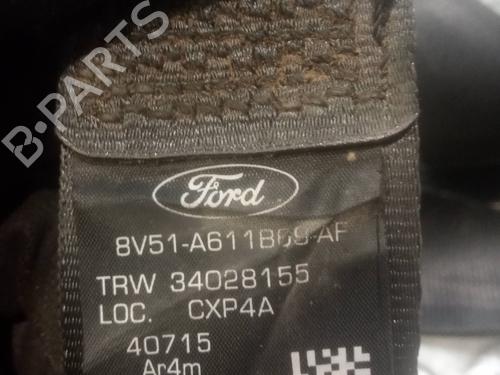 B-PARTS
Ford
8V51-A611B69-AF
TRW 34028155
LOC. CXP4A
40715
Ar4m